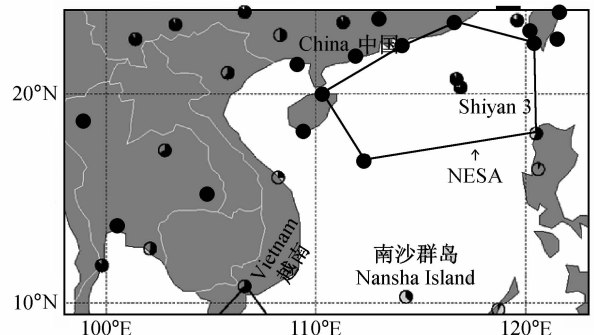 China 中国
20°N
Shiyan 3
NESA
Vietnam
越南
南沙群岛
Nansha Island
10°N
100°E
110°E
120°E